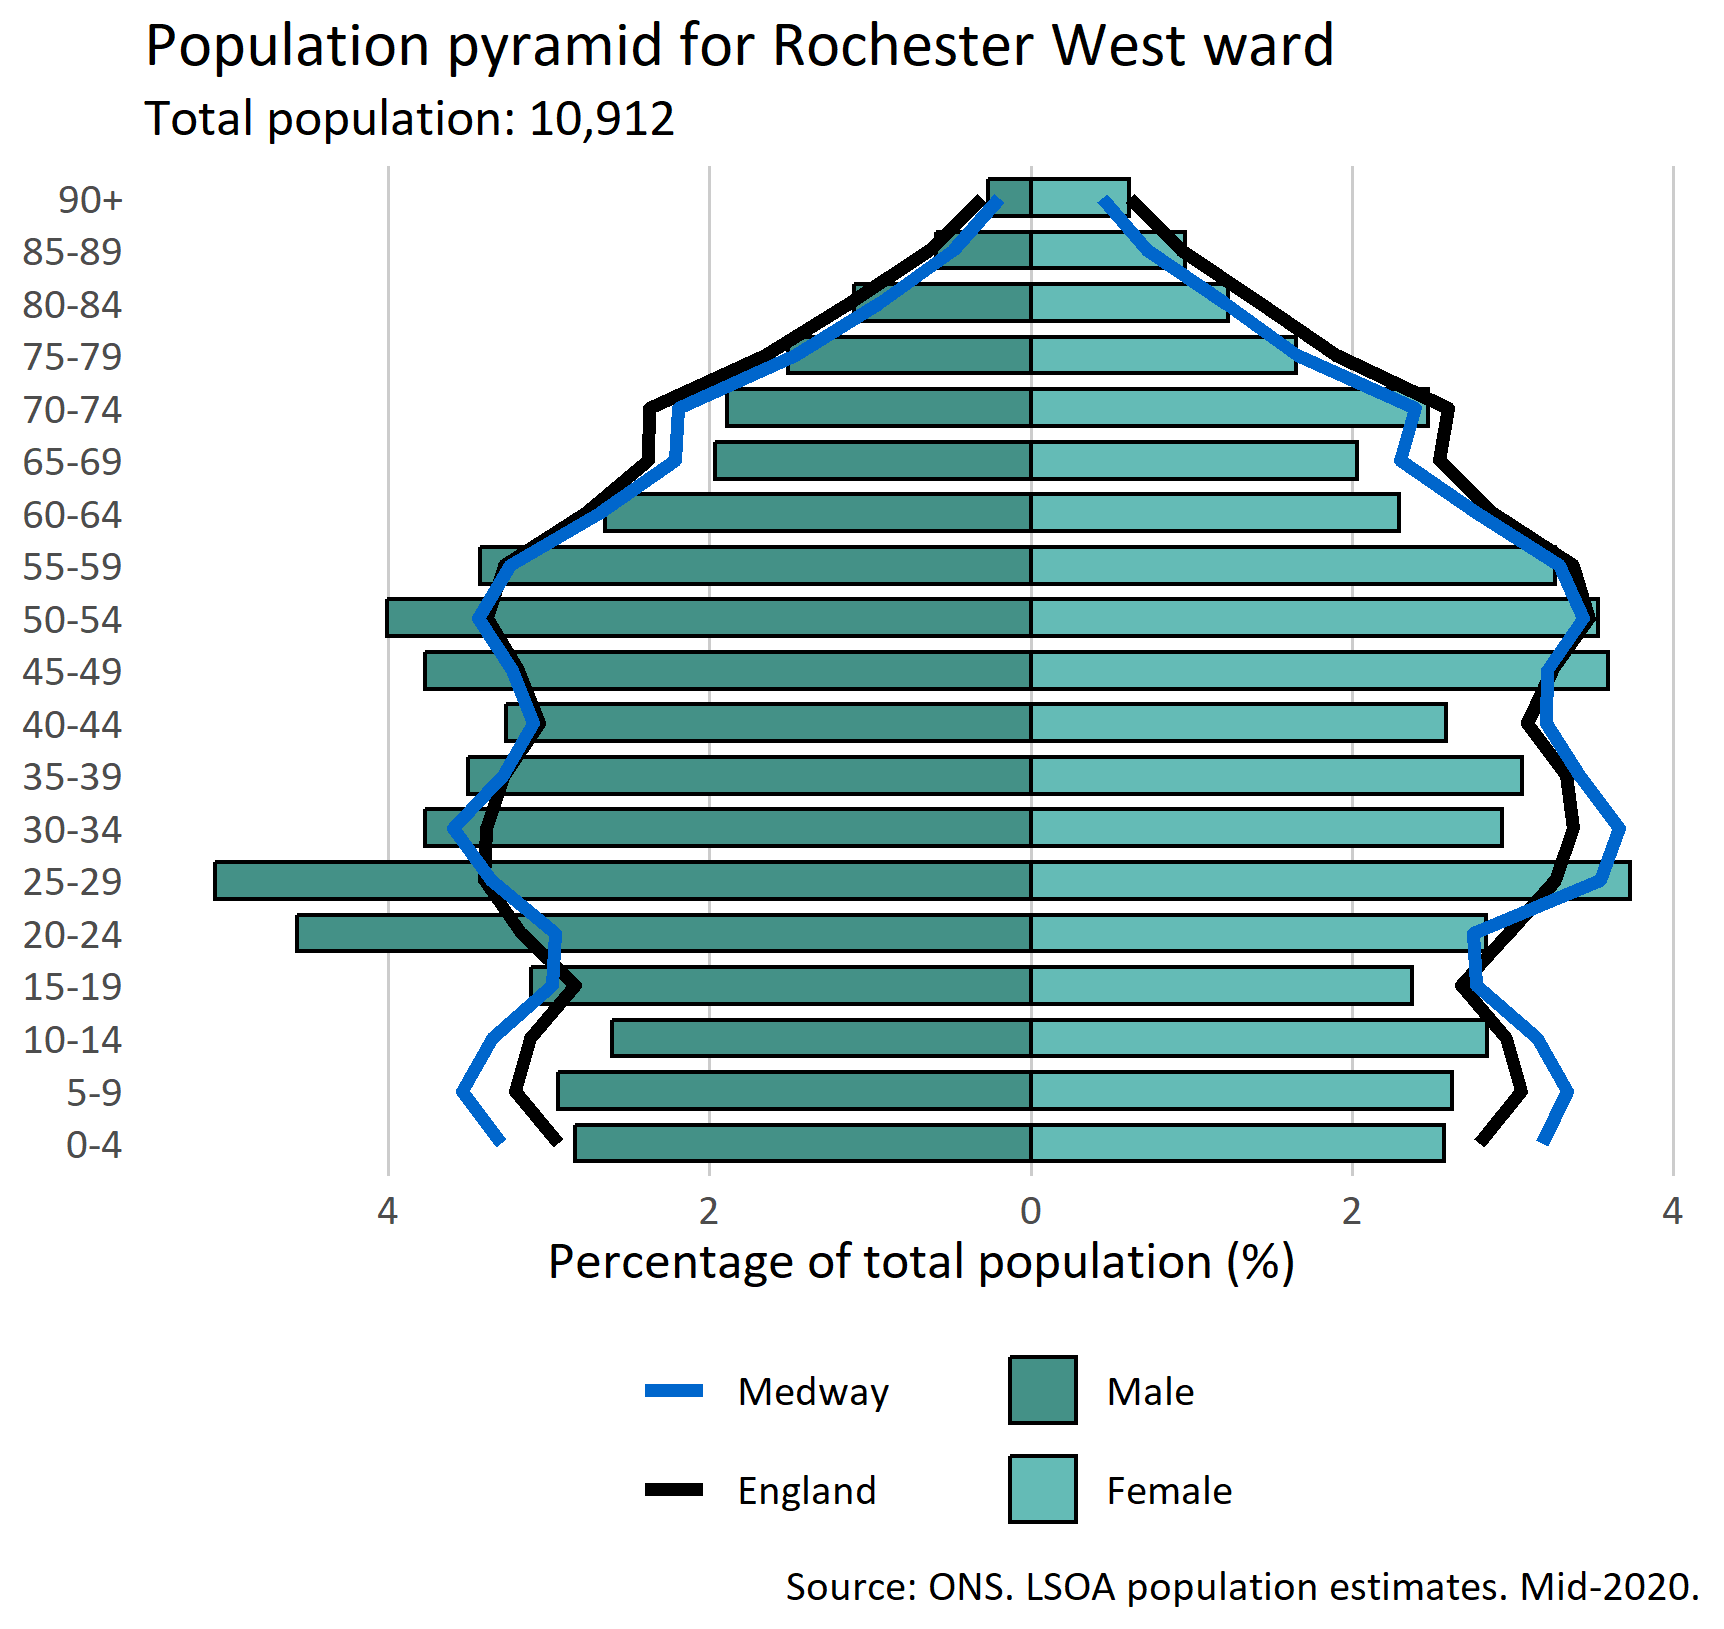 Population pyramid for Rochester West ward
Total population: 10,912
90+
85-89
80-84
75-79
70-74
65-69
60-64
55-59
50-54
45-49
40-44
35-39
30-34
25-29
20-24
15-19
10-14
5-9
0-4
4 2 0 2 4
Percentage of total population (%)
Medway Male
England Female
Source: ONS. LSOA population estimates. Mid-2020.